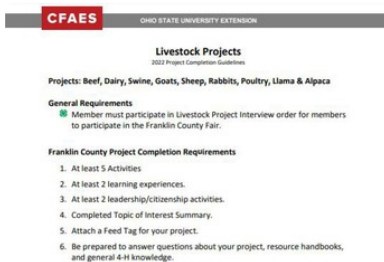 CFAES
OHIO STATE UNIVERSITY EXTENSION
Livestock Projects
2022 Project Completion Guidelines
Projects: Beef, Dairy, Swine, Goats, Sheep, Rabbits, Poultry, Llama & Alpaca
General Requirements
Member must participate in Livestock Project Interview order for members
to participate in the Franklin County Fair.
Franklin County Project Completion Requirements
1. At least 5 Activities
2. At least 2 learning experiences.
3. At least 2 leadership/citizenship activities.
4. Completed Topic of Interest Summary.
5. Attach a Feed Tag for your project.
6. Be prepared to answer questions about your project, resource handbooks,
and general 4-H knowledge.